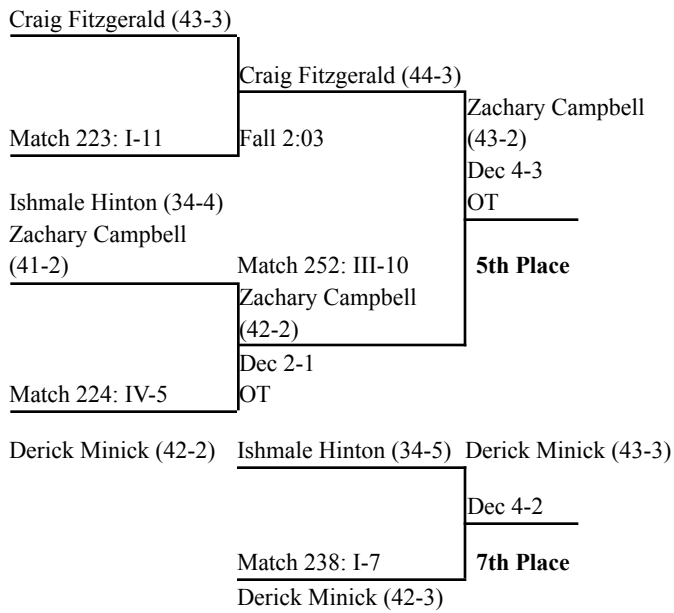 Craig Fitzgerald (43-3)
Craig Fitzgerald (44-3)
Zachary Campbell
(43-2)
Match 223: I-11
Fall 2:03
Dec 4-3
OT
Ishmale Hinton (34-4)
Zachary Campbell
(41-2)
Match 252: III-10
5th Place
Zachary Campbell
(42-2)
Dec 2-1
OT
Match 224: IV-5
Derick Minick (42-2)
Ishmale Hinton (34-5)
Derick Minick (43-3)
Dec 4-2
Match 238: I-7
7th Place
Derick Minick (42-3)